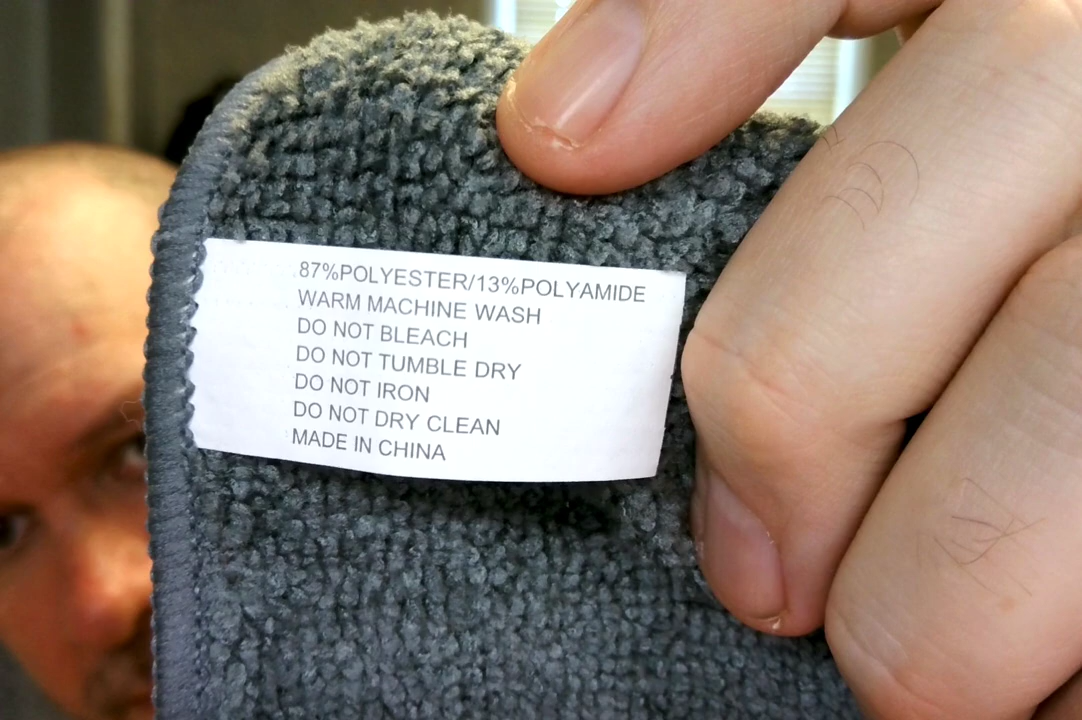 87%POLYESTER/13%POLYAMIDE
WARM MACHINE WASH
DO NOT BLEACH
DO NOT TUMBLE DRY
DO NOT IRON
DO NOT DRY CLEAN
MADE IN CHINA